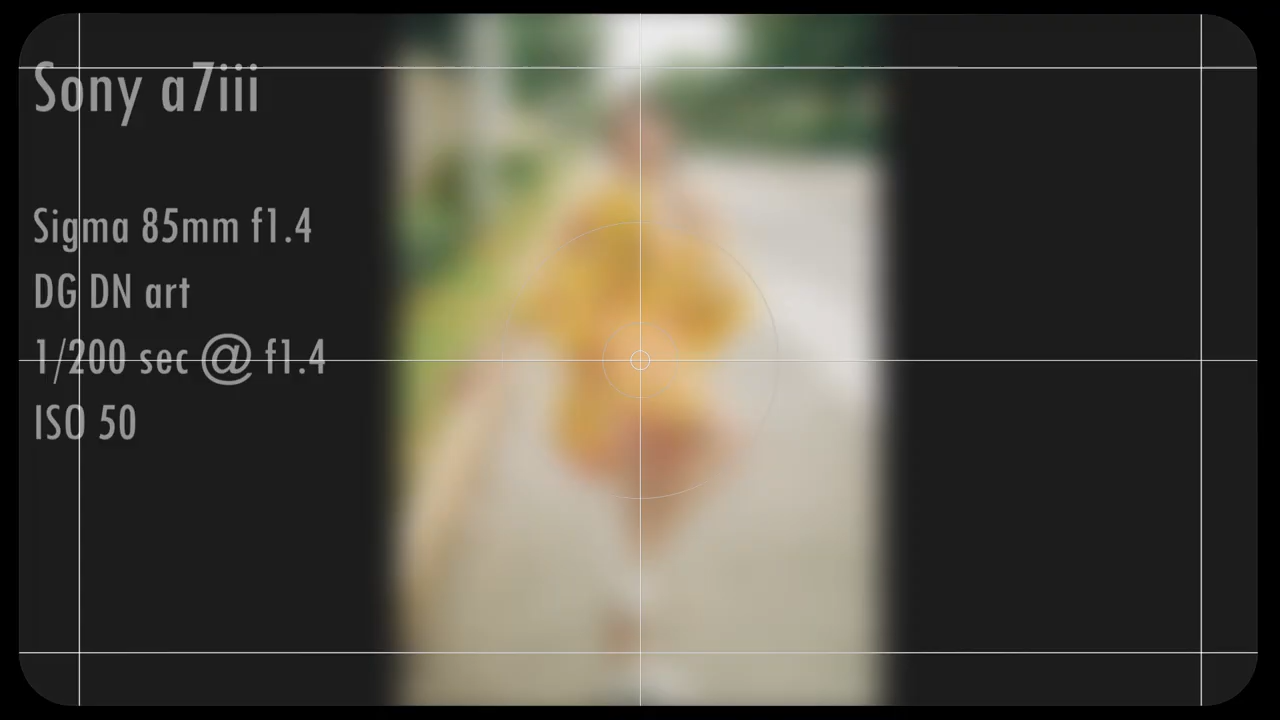 Sony a7iii
Sigma 85mm f1.4
DG DN art
1/200 sec @ f1.4
ISO 50